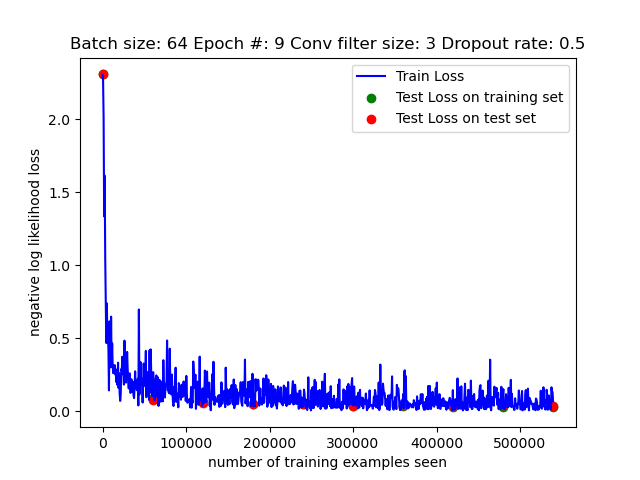 Batch size: 64 Epoch #: 9 Conv filter size: 3 Dropout rate: 0.5
Train Loss
Test Loss on training set
Test Loss on test set
negative log likelihood loss
2.0
1.5
1.0
0.5
0.0
0 100000 200000 300000 400000 500000
number of training examples seen